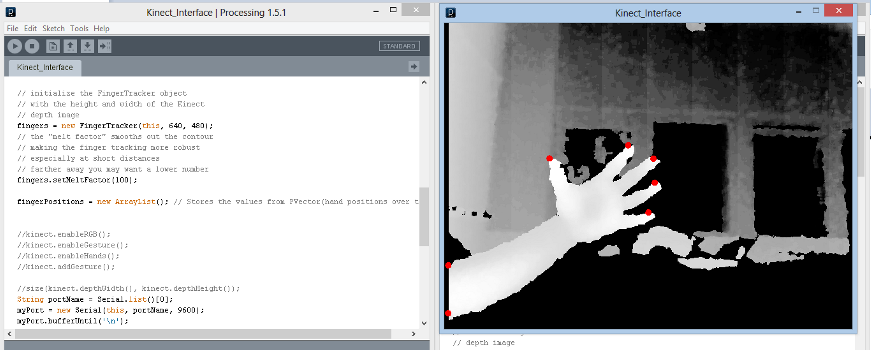 Kinect_Interface | Processing 1.5.1
File Edit Sketch Tools Help
STANDARD
Kinect_Interface
// initialize the FingerTracker object
// with the height and width of the Kinect
// depth image
fingers = new FingerTracker(this, 640, 480);
// the "melt factor" smooths out the contour
// making the finger tracking more robust
// especially at short distances
// farther away you may want a lower number
fingers.setMeltFactor(100);
fingerPositions = new ArrayList(); // Stores the values from PVector(hand positions over t
//kinect.enableRGB();
//kinect.enableGesture();
//kinect.enableHands();
//kinect.addGesture();
//size(kinect.depthWidth(), kinect.depthHeight());
String portName = Serial.list()[0];
myPort = new Serial(this, portName, 9600);
myPort.bufferUntil('\n');
Kinect_Interface
// depth image